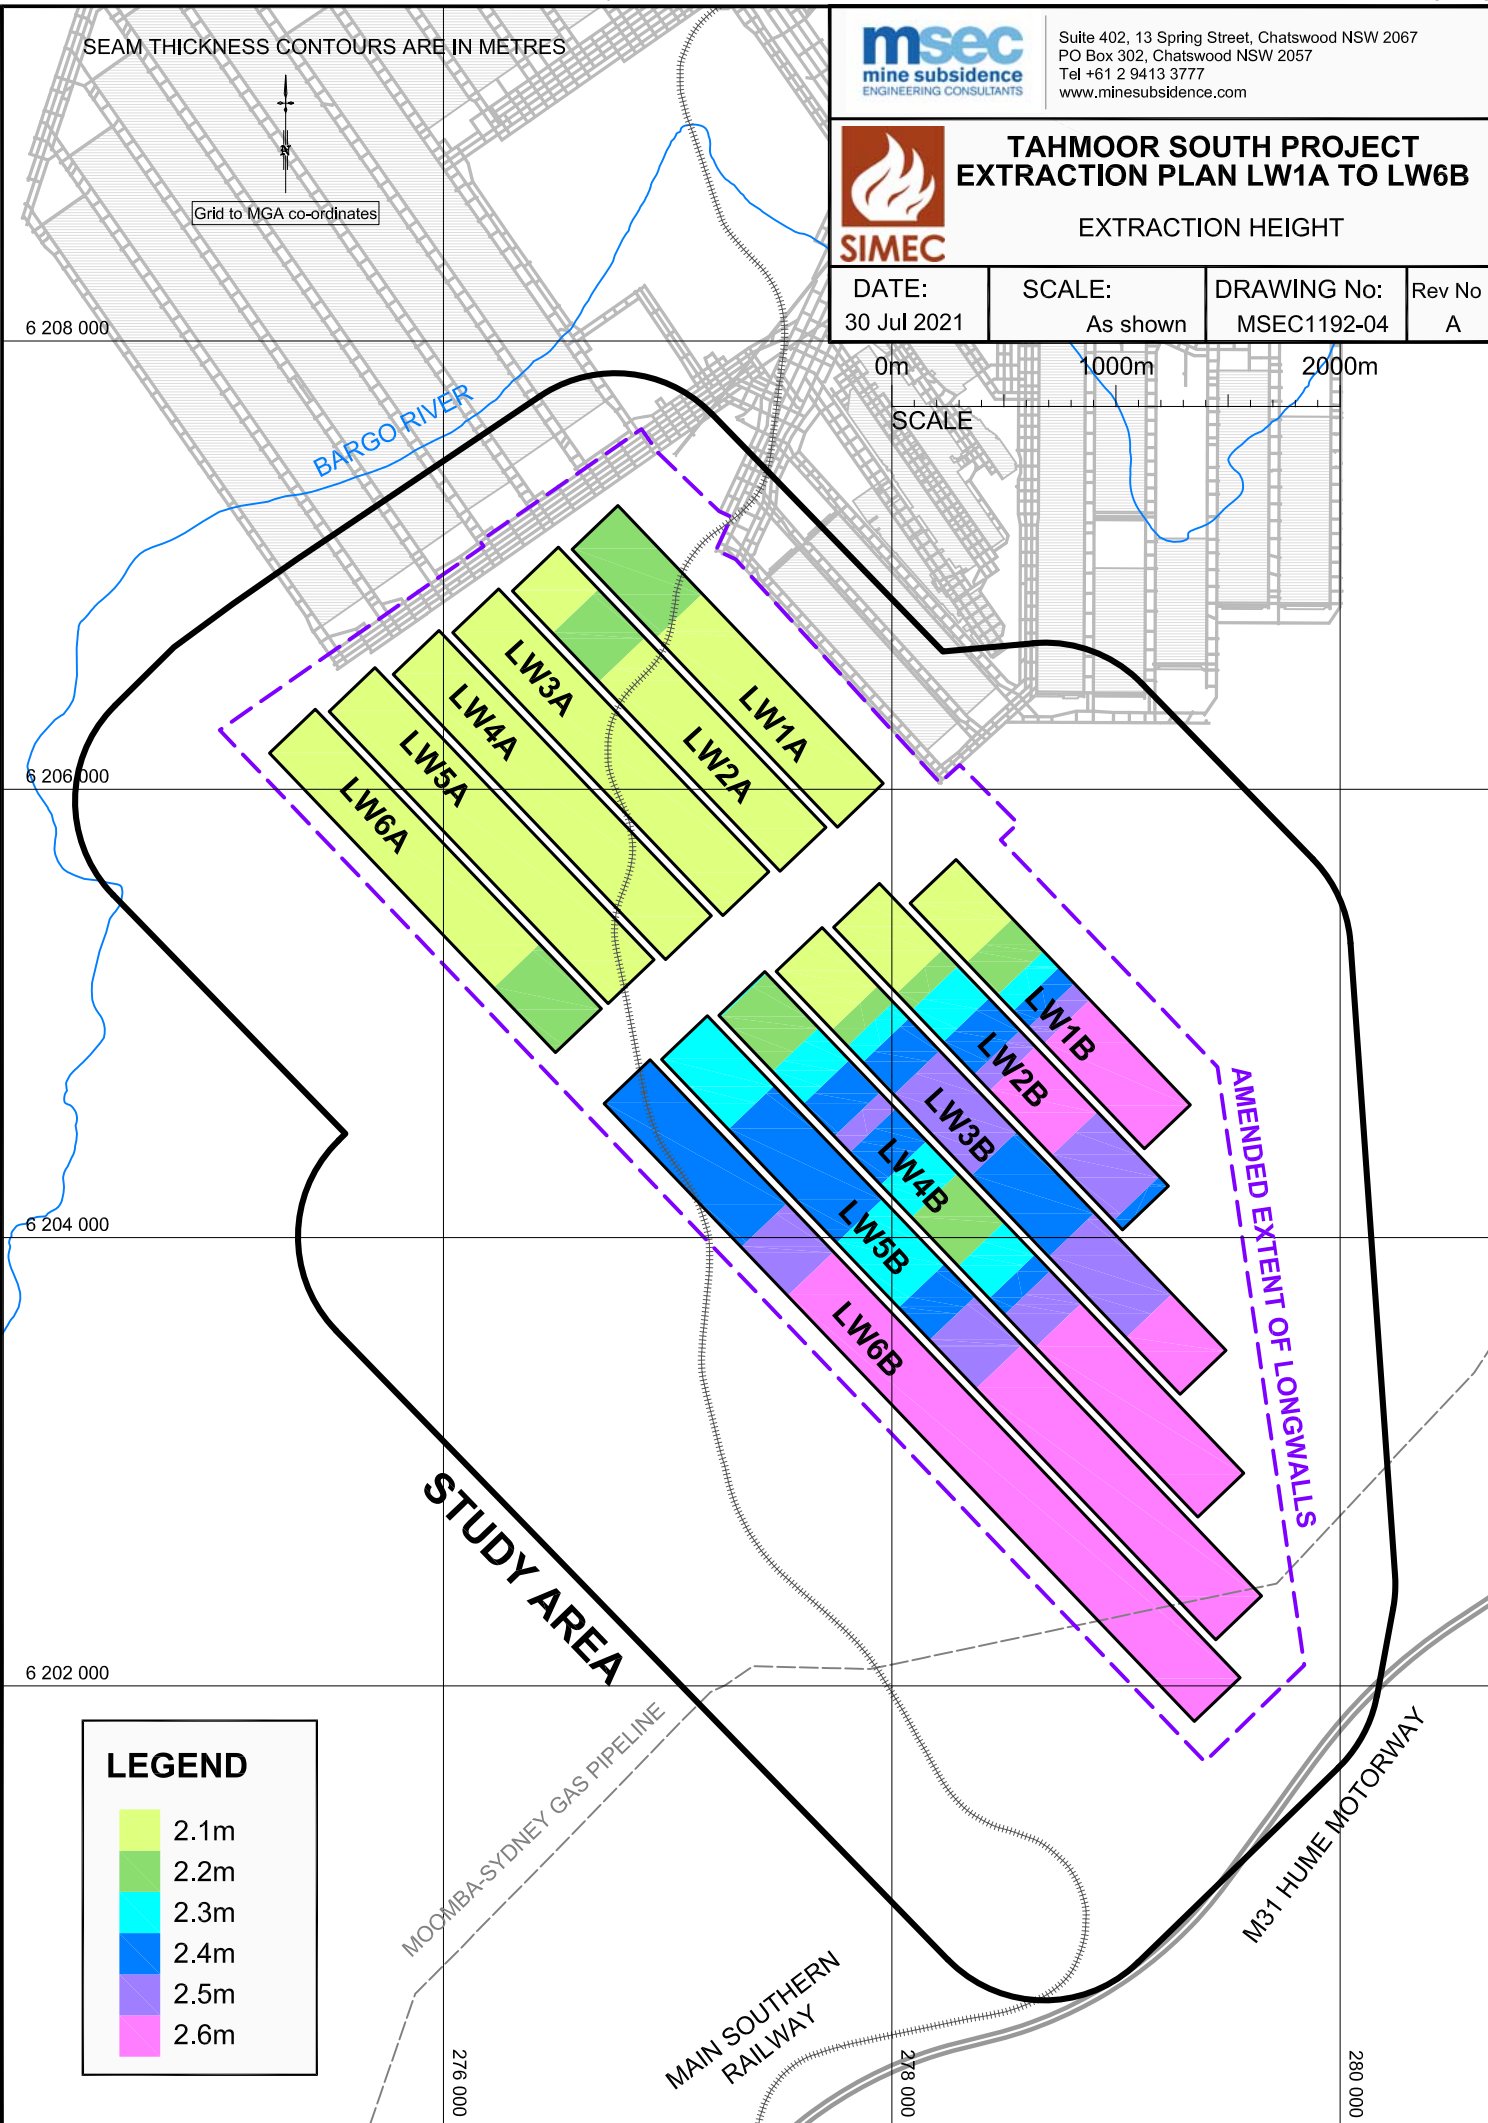 SEAM THICKNESS CONTOURS ARE IN METRES
N
Grid to MGA co-ordinates
msec
mine subsidence
ENGINEERING CONSULTANTS
Suite 402, 13 Spring Street, Chatswood NSW 2067
PO Box 302, Chatswood NSW 2057
Tel +61 2 9413 3777
www.minesubsidence.com
SIMEC
TAHMOOR SOUTH PROJECT
EXTRACTION PLAN LW1A TO LW6B
EXTRACTION HEIGHT
DATE:
30 Jul 2021
SCALE:
As shown
DRAWING No:
MSEC1192-04
Rev No
A
0m
1000m
2000m
SCALE
6 208 000
BARGO RIVER
6 206 000
LW1A
LW2A
LW3A
LW4A
LW5A
LW6A
LW1B
LW2B
LW3B
LW4B
LW5B
LW6B
AMENDED EXTENT OF LONGWALLS
6 204 000
STUDY AREA
6 202 000
MOOMBA-SYDNEY GAS PIPELINE
M31 HUME MOTORWAY
MAIN SOUTHERN
RAILWAY
LEGEND
2.1m
2.2m
2.3m
2.4m
2.5m
2.6m
276 000
278 000
280 000